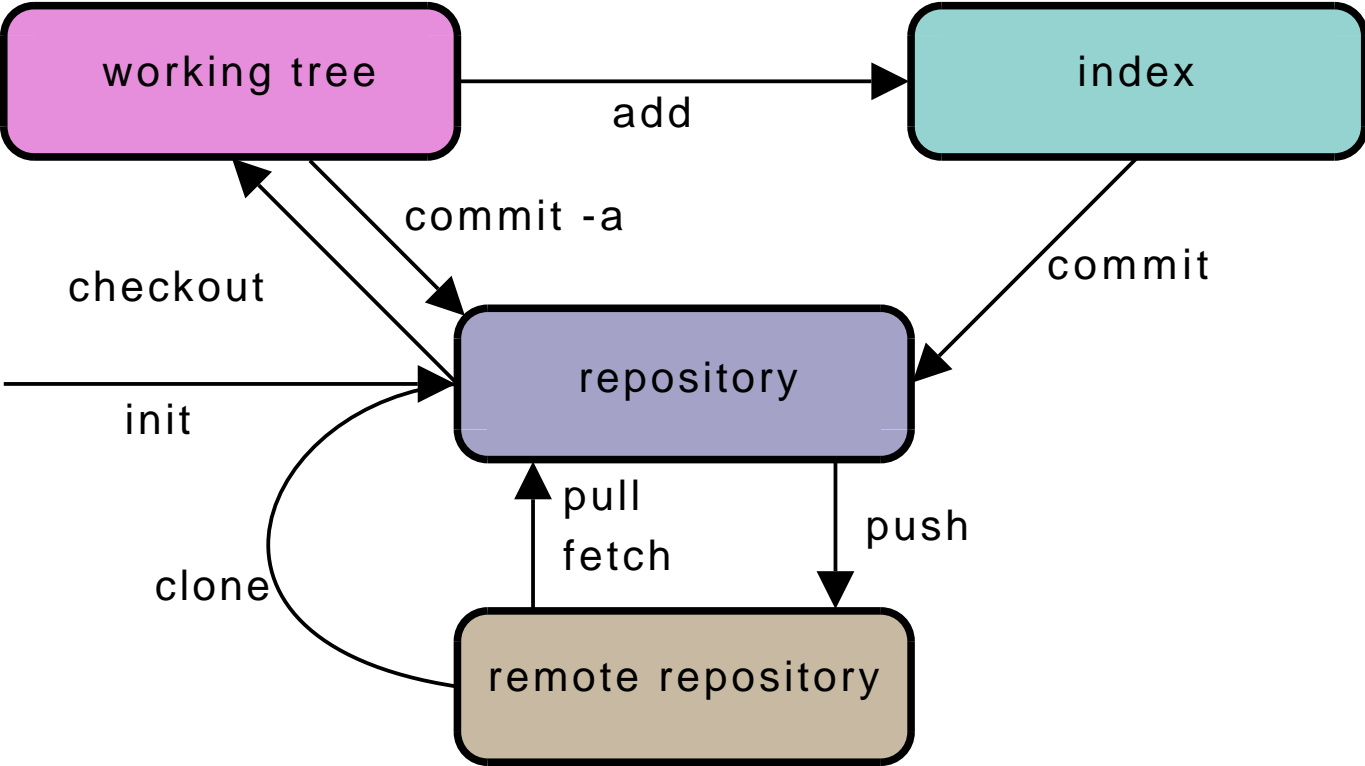 working tree
index
add
commit -a
commit
checkout
repository
init
pull
push
fetch
clone
remote repository